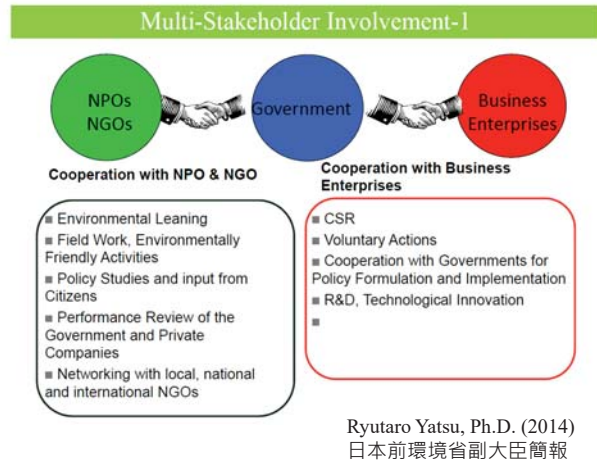 Multi-Stakeholder Involvement-1
NPOs
NGOs
Government
Business
Enterprises
Cooperation with NPO & NGO
Cooperation with Business
Enterprises
■ Environmental Leaning
■ Field Work, Environmentally
Friendly Activities
■ Policy Studies and input from
Citizens
■ Performance Review of the
Government and Private
Companies
■ Networking with local, national
and international NGOs
■ CSR
■ Voluntary Actions
■ Cooperation with Governments for
Policy Formulation and Implementation
■ R&D, Technological Innovation
■
Ryutaro Yatsu, Ph.D. (2014)
日本前環境省副大臣簡報